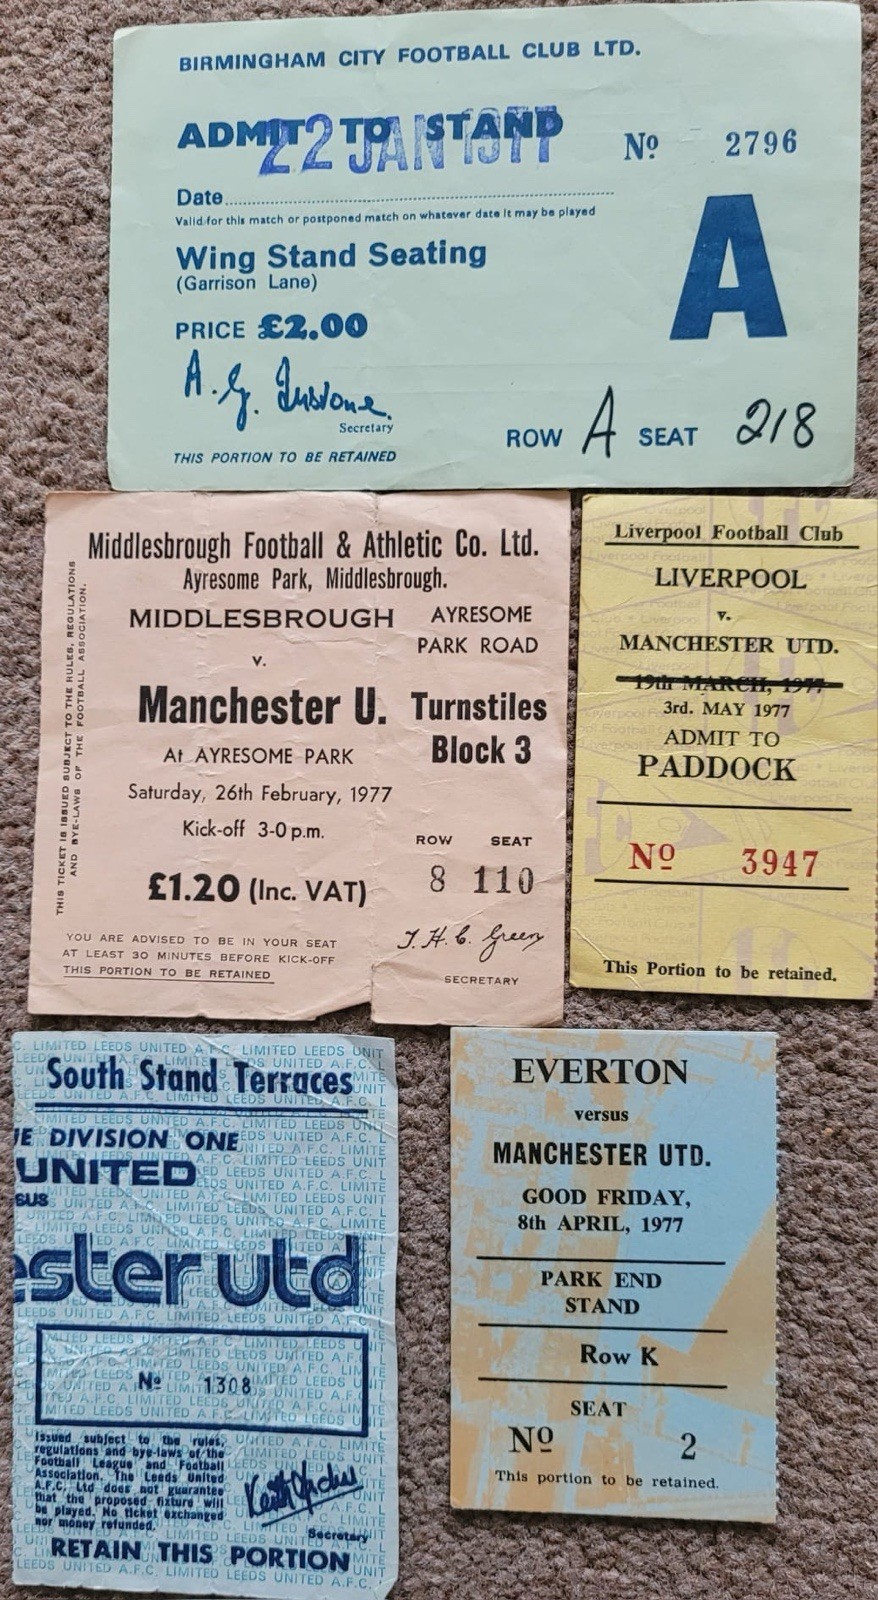 BIRMINGHAM CITY FOOTBALL CLUB LTD.
ADMIT TO STAND
22 JAN 1977
Nº 2796
Date
Valid for this match or postponed match on whatever date it may be played
Wing Stand Seating
(Garrison Lane)
A
PRICE £2.00
A. G. Instone.
Secretary
ROW A SEAT 218
THIS PORTION TO BE RETAINED
THIS TICKET IS ISSUED SUBJECT TO THE RULES, REGULATIONS
AND BYE-LAWS OF THE FOOTBALL ASSOCIATION.
Middlesbrough Football & Athletic Co. Ltd.
Ayresome Park, Middlesbrough.
MIDDLESBROUGH
v.
Manchester U.
At AYRESOME PARK
Saturday, 26th February, 1977
Kick-off 3-0 p.m.
£1.20 (Inc. VAT)
YOU ARE ADVISED TO BE IN YOUR SEAT
AT LEAST 30 MINUTES BEFORE KICK-OFF
THIS PORTION TO BE RETAINED
AYRESOME
PARK ROAD
Turnstiles
Block 3
ROW SEAT
8 110
T. H. C. Green
SECRETARY
Liverpool Football Club
LIVERPOOL
v.
MANCHESTER UTD.
19th MARCH, 1977
3rd. MAY 1977
ADMIT TO
PADDOCK
Nº 3947
This Portion to be retained.
South Stand Terraces
UE DIVISION ONE
UNITED
SUS
ester utd
Nº 1308
Issued subject to the rules,
regulations and bye-laws of the
Football League and Football
Association. The Leeds United
A.F.C. Ltd does not guarantee
that the proposed fixture will
be played. No ticket exchanged
nor money refunded.
Secretary
RETAIN THIS PORTION
EVERTON
versus
MANCHESTER UTD.
GOOD FRIDAY,
8th APRIL, 1977
PARK END
STAND
Row K
SEAT
Nº 2
This portion to be retained.